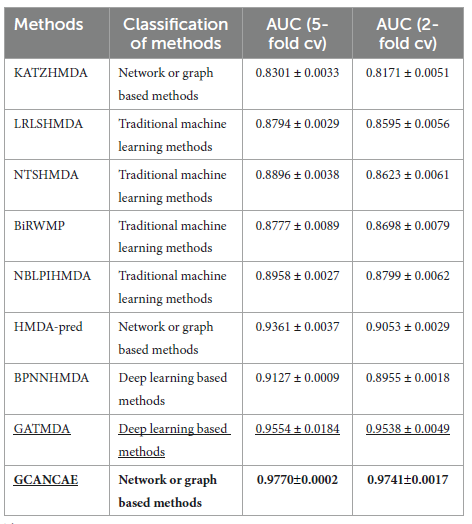 Methods Classification of methods AUC (5-fold cv) AUC (2-fold cv)
KATZHMDA Network or graph based methods 0.8301 ± 0.0033 0.8171 ± 0.0051
LRLSHMDA Traditional machine learning methods 0.8794 ± 0.0029 0.8595 ± 0.0056
NTSHMDA Traditional machine learning methods 0.8896 ± 0.0038 0.8623 ± 0.0061
BiRWMP Traditional machine learning methods 0.8777 ± 0.0089 0.8698 ± 0.0079
NBLPIHMDA Traditional machine learning methods 0.8958 ± 0.0027 0.8799 ± 0.0062
HMDA-pred Network or graph based methods 0.9361 ± 0.0037 0.9053 ± 0.0029
BPNNHMDA Deep learning based methods 0.9127 ± 0.0009 0.8955 ± 0.0018
GATMDA Deep learning based methods 0.9554 ± 0.0184 0.9538 ± 0.0049
GCANCAE Network or graph based methods 0.9770±0.0002 0.9741±0.0017